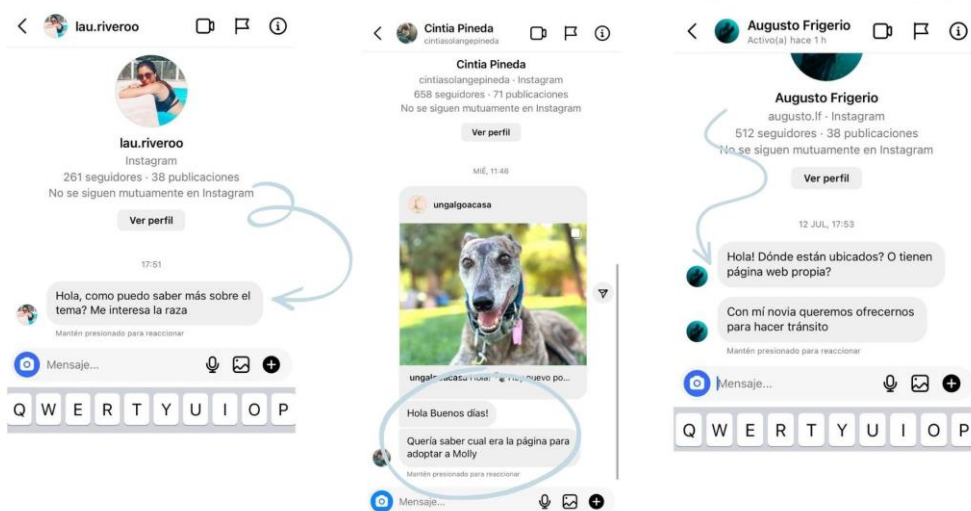 lau.riveroo
lau.riveroo
Instagram
261 seguidores · 38 publicaciones
No se siguen mutuamente en Instagram
Ver perfil
17:51
Hola, como puedo saber más sobre el
tema? Me interesa la raza
Mantén presionado para reaccionar
Mensaje...
Q W E R T Y U I O P
Cintia Pineda
cintiasolangepineda
Cintia Pineda
cintiasolangepineda · Instagram
658 seguidores · 71 publicaciones
No se siguen mutuamente en Instagram
Ver perfil
MIÉ, 11:46
ungalgoacasa
ungalgoacasa Hola! nuevo po...
Hola Buenos días!
Quería saber cual era la página para
adoptar a Molly
Mantén presionado para reaccionar
Mensaje...
Augusto Frigerio
Activo(a) hace 1 h
Augusto Frigerio
augusto.lf · Instagram
512 seguidores · 38 publicaciones
No se siguen mutuamente en Instagram
Ver perfil
12 JUL, 17:53
Hola! Dónde están ubicados? O tienen
página web propia?
Con mí novia queremos ofrecernos
para hacer tránsito
Mantén presionado para reaccionar
Mensaje...
Q W E R T Y U I O P